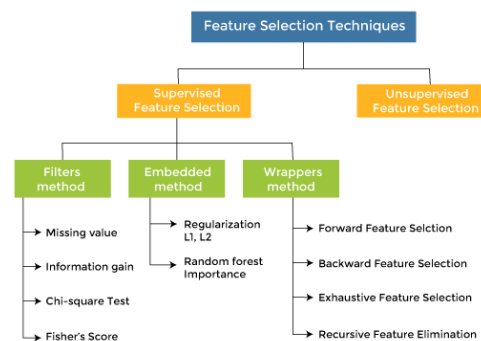 Feature Selection Techniques
Supervised
Feature Selection
Unsupervised
Feature Selection
Filters
method
Embedded
method
Wrappers
method
Missing value
Information gain
Chi-square Test
Fisher's Score
Regularization
L1, L2
Random forest
Importance
Forward Feature Selction
Backward Feature Selection
Exhaustive Feature Selection
Recursive Feature Elimination